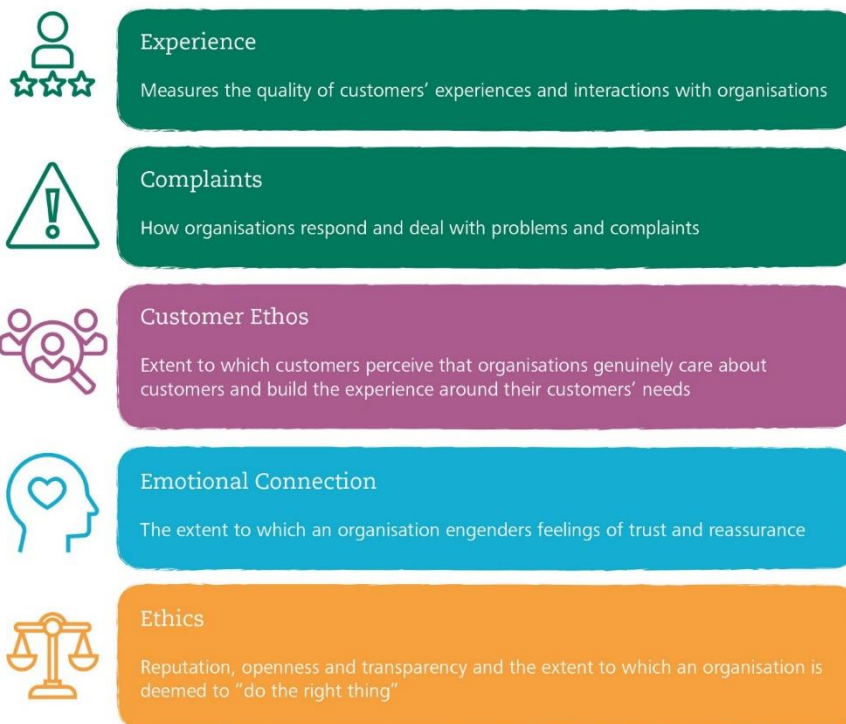 Experience
Measures the quality of customers’ experiences and interactions with organisations
Complaints
How organisations respond and deal with problems and complaints
Customer Ethos
Extent to which customers perceive that organisations genuinely care about
customers and build the experience around their customers’ needs
Emotional Connection
The extent to which an organisation engenders feelings of trust and reassurance
Ethics
Reputation, openness and transparency and the extent to which an organisation is
deemed to “do the right thing”